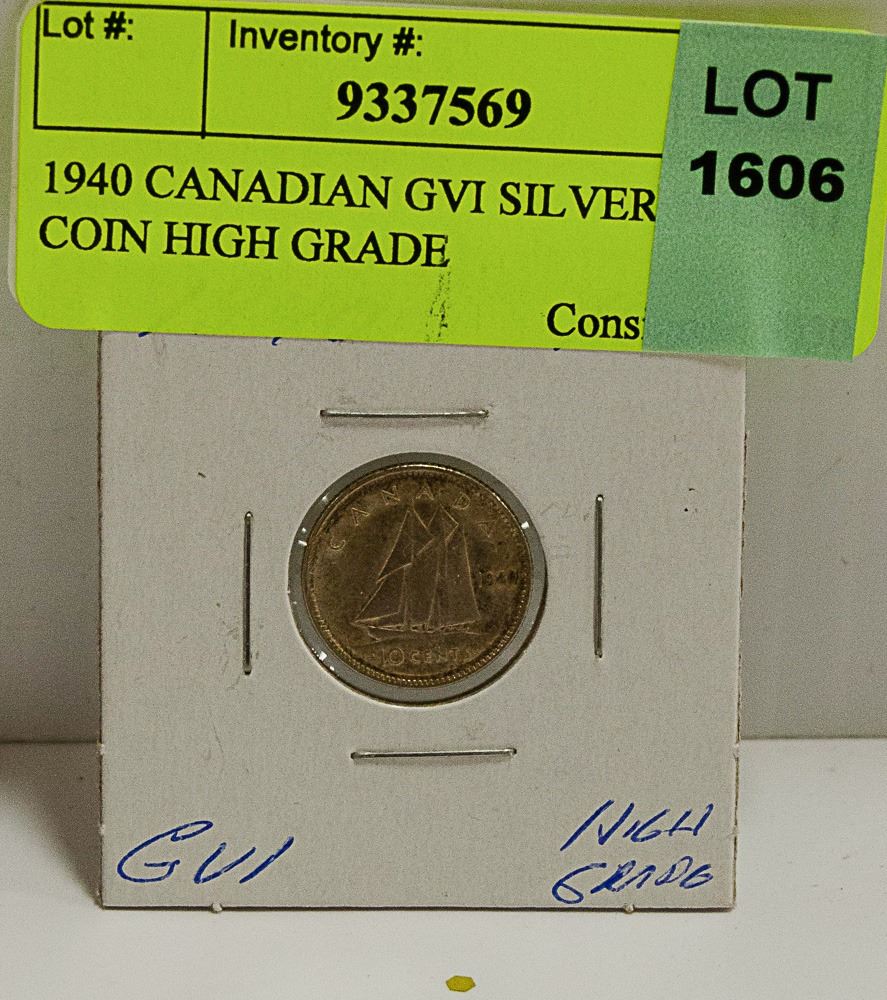 Lot #:
Inventory #:
9337569
LOT
1606
1940 CANADIAN GVI SILVER
COIN HIGH GRADE
Cons
CANADA
1940
10 CENTS
GVI
HIGH
GRADE